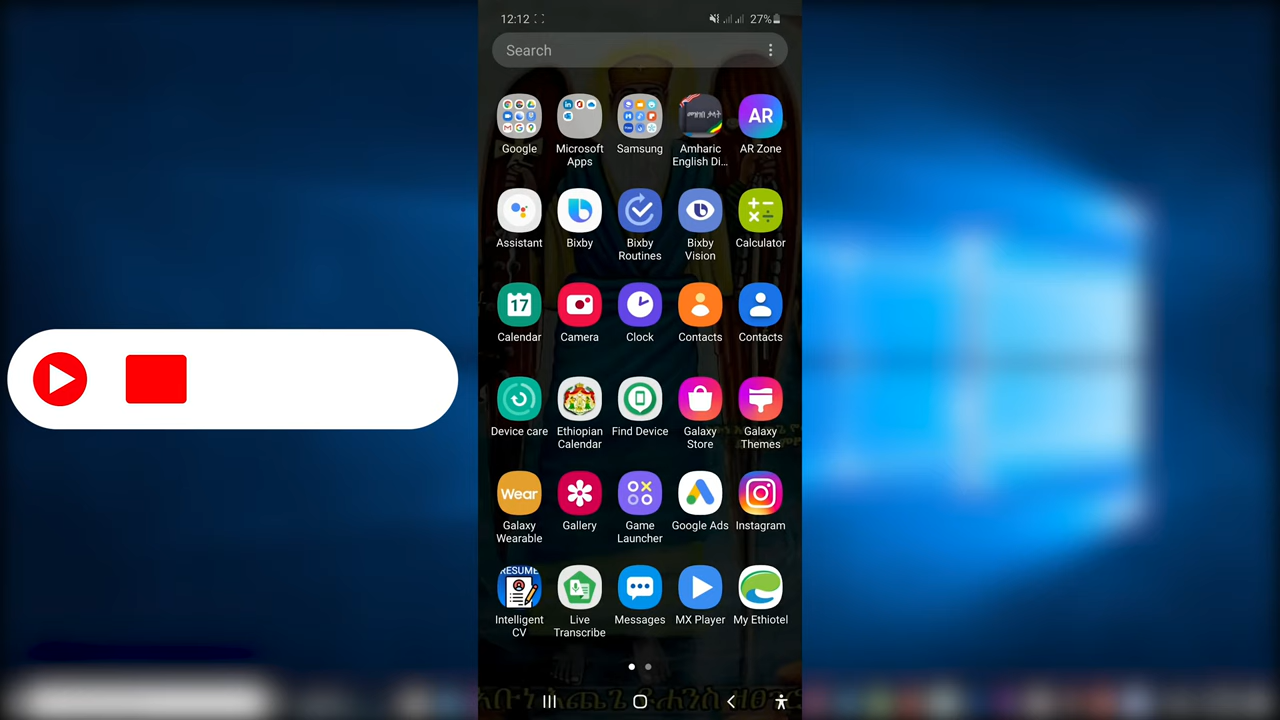 12:12
27%
Search
AR
Google
Microsoft
Apps
Samsung
Amharic
English Di...
AR Zone
Assistant
Bixby
Bixby
Routines
Bixby
Vision
Calculator
17
Calendar
Camera
Clock
Contacts
Contacts
Device care
Ethiopian
Calendar
Find Device
Galaxy
Store
Galaxy
Themes
Wear
Galaxy
Wearable
Gallery
Game
Launcher
Google Ads
Instagram
RESUME
Intelligent
CV
Live
Transcribe
Messages
MX Player
My Ethiotel